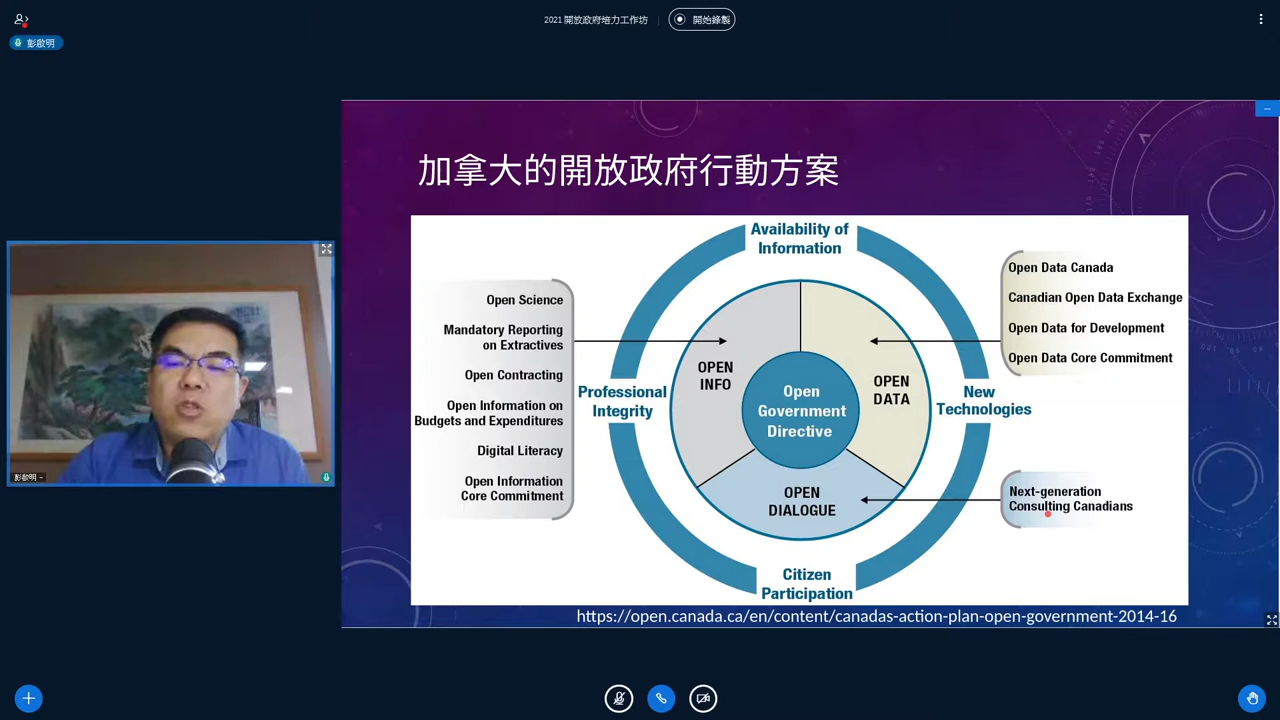 2021 開放政府培力工作坊
開始錄製
彭啟明
加拿大的開放政府行動方案
Availability of
Information
Open Science
Mandatory Reporting
on Extractives
Open Contracting
Open Information on
Budgets and Expenditures
Digital Literacy
Open Information
Core Commitment
Professional
Integrity
OPEN
INFO
Open
Government
Directive
OPEN
DATA
OPEN
DIALOGUE
New
Technologies
Open Data Canada
Canadian Open Data Exchange
Open Data for Development
Open Data Core Commitment
Next-generation
Consulting Canadians
Citizen
Participation
https://open.canada.ca/en/content/canadas-action-plan-open-government-2014-16
彭啟明